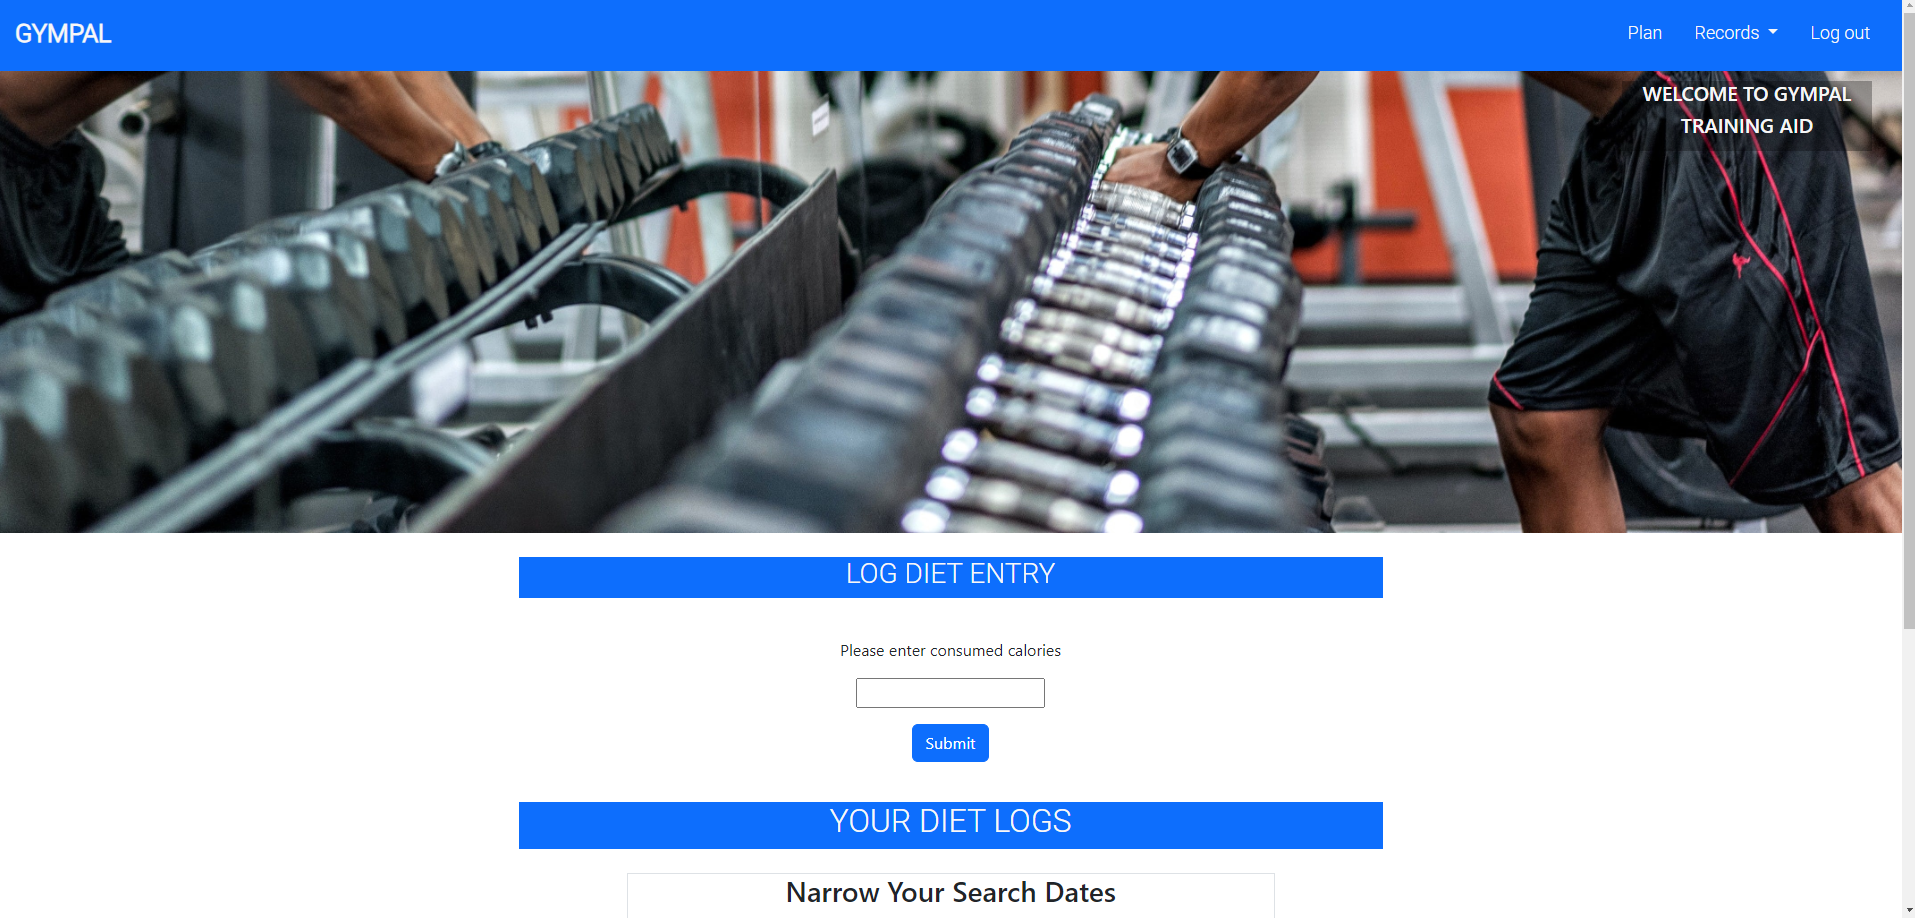 GYMPAL
Plan
Records
Log out
WELCOME TO GYMPAL
TRAINING AID
LOG DIET ENTRY
Please enter consumed calories
Submit
YOUR DIET LOGS
Narrow Your Search Dates